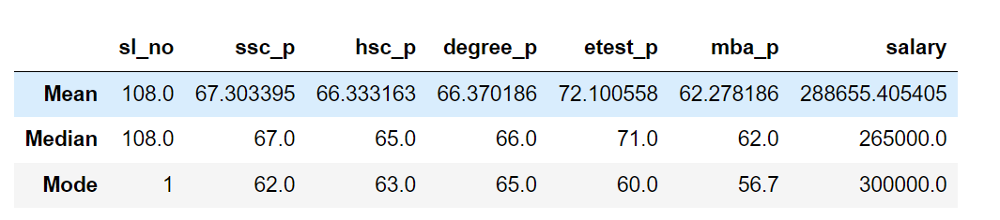 sl_no ssc_p hsc_p degree_p etest_p mba_p salary
Mean 108.0 67.303395 66.333163 66.370186 72.100558 62.278186 288655.405405
Median 108.0 67.0 65.0 66.0 71.0 62.0 265000.0
Mode 1 62.0 63.0 65.0 60.0 56.7 300000.0